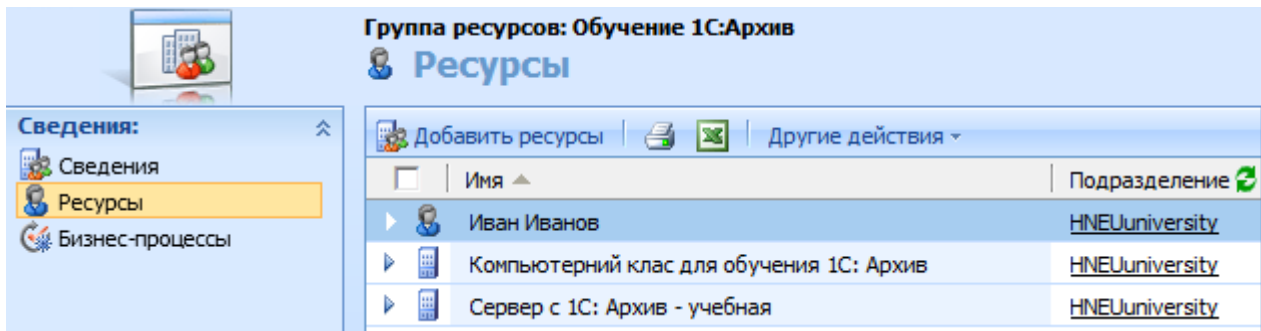 Группа ресурсов: Обучение 1С:Архив
Ресурсы
Сведения:
Сведения
Ресурсы
Бизнес-процессы
Добавить ресурсы Другие действия
Имя Подразделение
Иван Иванов HNEUuniversity
Компьютерний клас для обучения 1С: Архив HNEUuniversity
Сервер с 1С: Архив - учебная HNEUuniversity